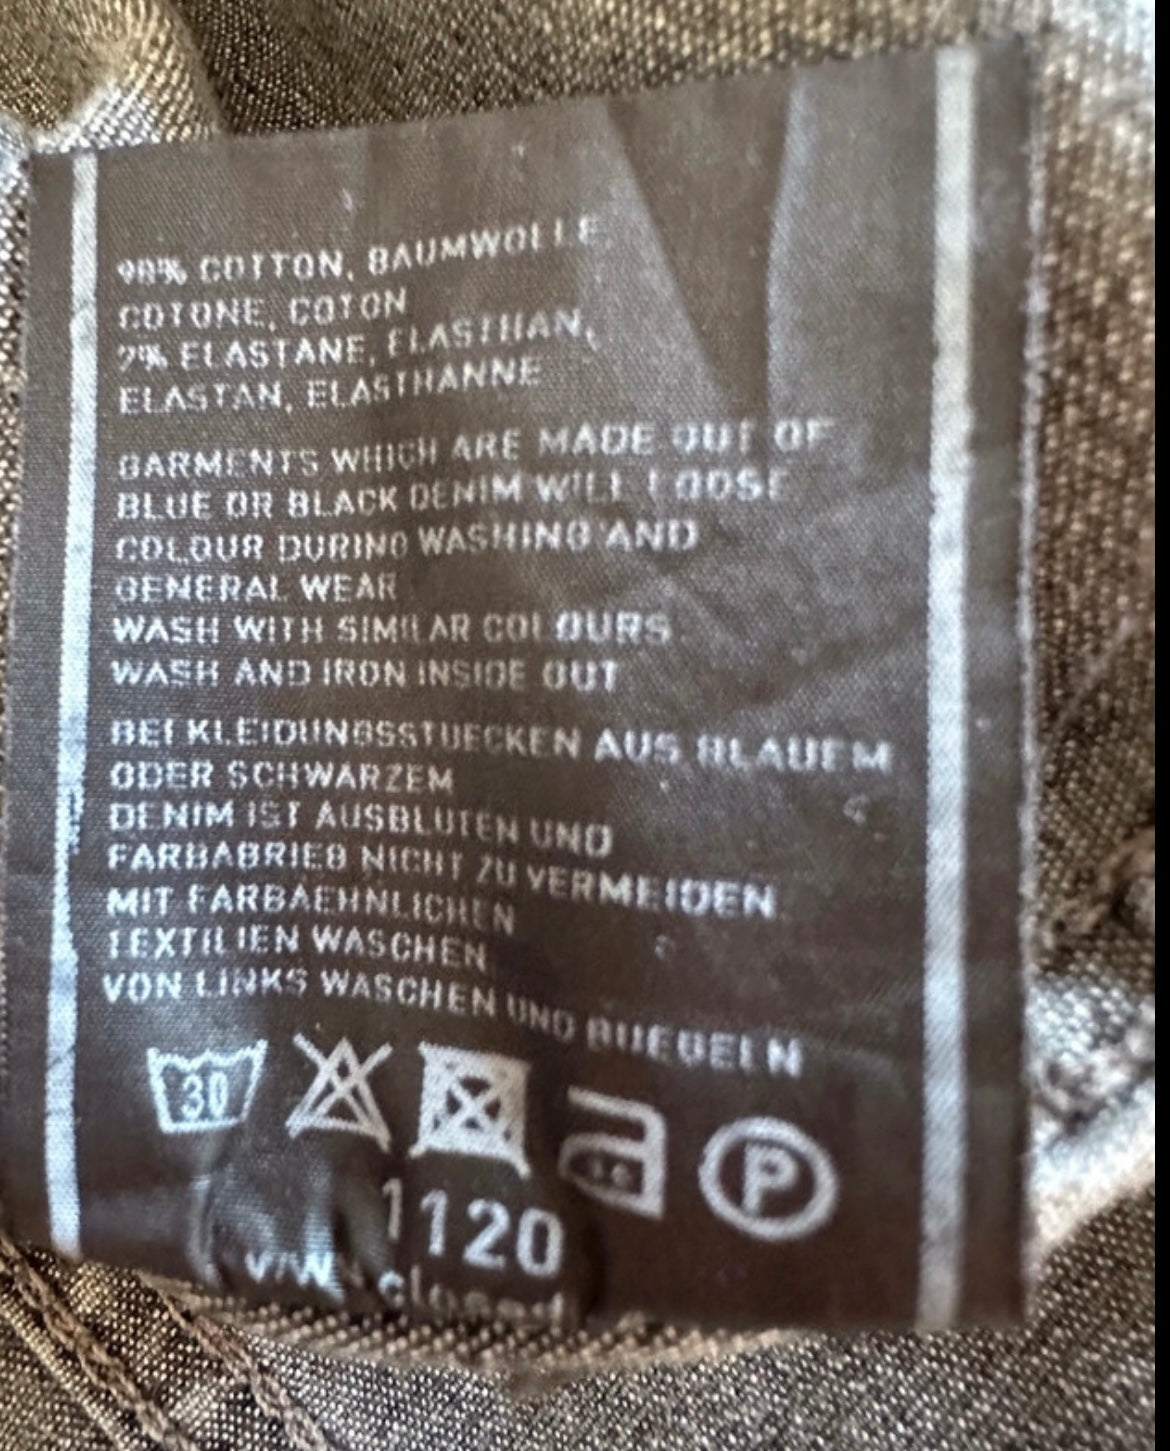 98% COTTON, BAUMWOLLE
COTONE, COTON
2% ELASTANE, ELASTHAN,
ELASTAN, ELASTHANNE
GARMENTS WHICH ARE MADE OUT OF
BLUE OR BLACK DENIM WILL LOOSE
COLOUR DURING WASHING AND
GENERAL WEAR
WASH WITH SIMILAR COLOURS
WASH AND IRON INSIDE OUT
BEI KLEIDUNGSSTUECKEN AUS BLAUEM
ODER SCHWARZEM
DENIM IST AUSBLUTEN UND
FARBABRIEB NICHT ZU VERMEIDEN
MIT FARBAEHNLICHEN
TEXTILIEN WASCHEN
VON LINKS WASCHEN UND BUEGELN
30 P
1120